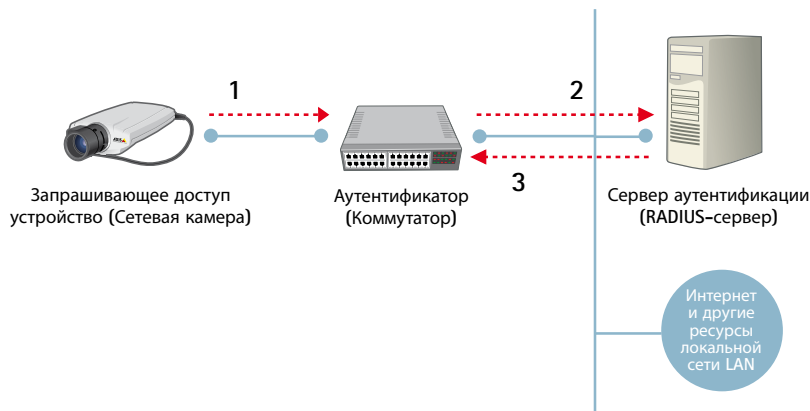 1
2
3
Запрашивающее доступ
устройство (Сетевая камера)
Аутентификатор
(Коммутатор)
Сервер аутентификации
(RADIUS-сервер)
Интернет
и другие
ресурсы
локальной
сети LAN